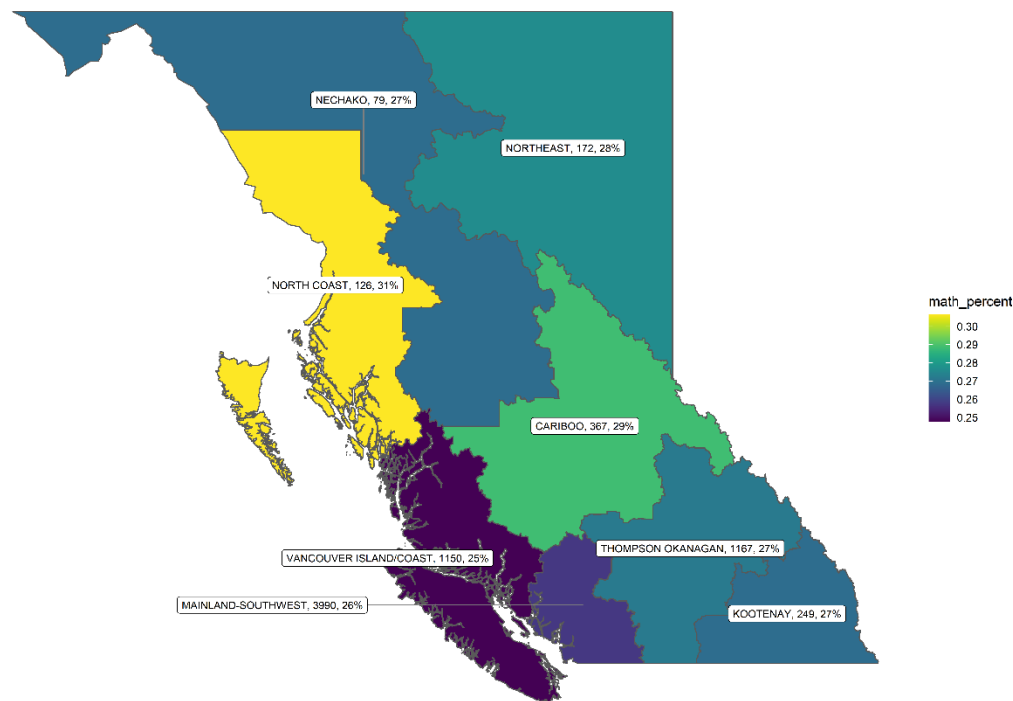 NECHAKO, 79, 27%
NORTHEAST, 172, 28%
NORTH COAST, 126, 31%
math_percent
0.30
0.29
0.28
0.27
0.26
0.25
CARIBOO, 367, 29%
VANCOUVER ISLAND/COAST, 1150, 25%
THOMPSON OKANAGAN, 1167, 27%
MAINLAND-SOUTHWEST, 3990, 26%
KOOTENAY, 249, 27%